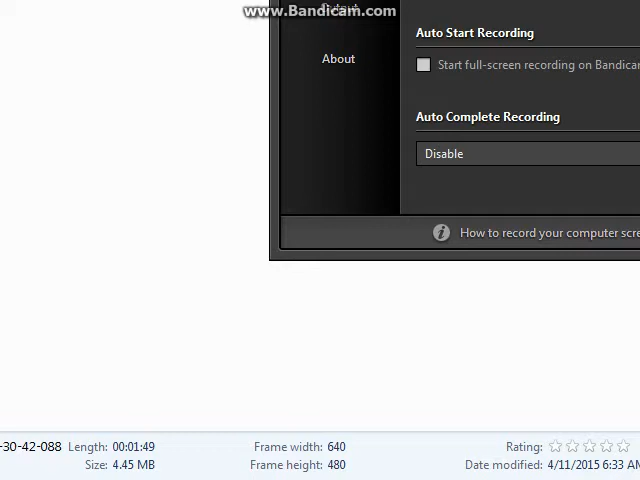 www.Bandicam.com
Auto Start Recording
Start full-screen recording on Bandicam
About
Auto Complete Recording
Disable
How to record your computer scre
-30-42-088 Length: 00:01:49 Frame width: 640 Rating:
Size: 4.45 MB Frame height: 480 Date modified: 4/11/2015 6:33 AM